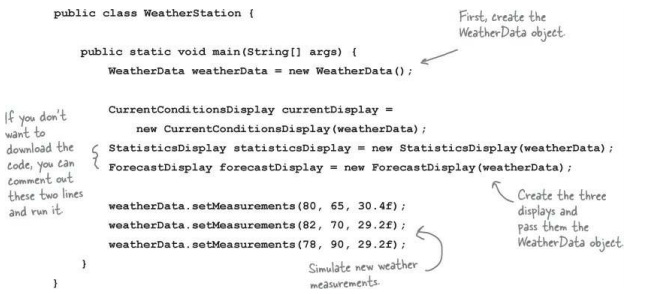 public class WeatherStation {
First, create the
WeatherData object.
public static void main(String[] args) {
WeatherData weatherData = new WeatherData();
CurrentConditionsDisplay currentDisplay =
new CurrentConditionsDisplay(weatherData);
StatisticsDisplay statisticsDisplay = new StatisticsDisplay(weatherData);
ForecastDisplay forecastDisplay = new ForecastDisplay(weatherData);
If you don't
want to
download the
code, you can
comment out
these two lines
and run it.
Create the three
displays and
pass them the
WeatherData object.
weatherData.setMeasurements(80, 65, 30.4f);
weatherData.setMeasurements(82, 70, 29.2f);
weatherData.setMeasurements(78, 90, 29.2f);
}
Simulate new weather
measurements.
}